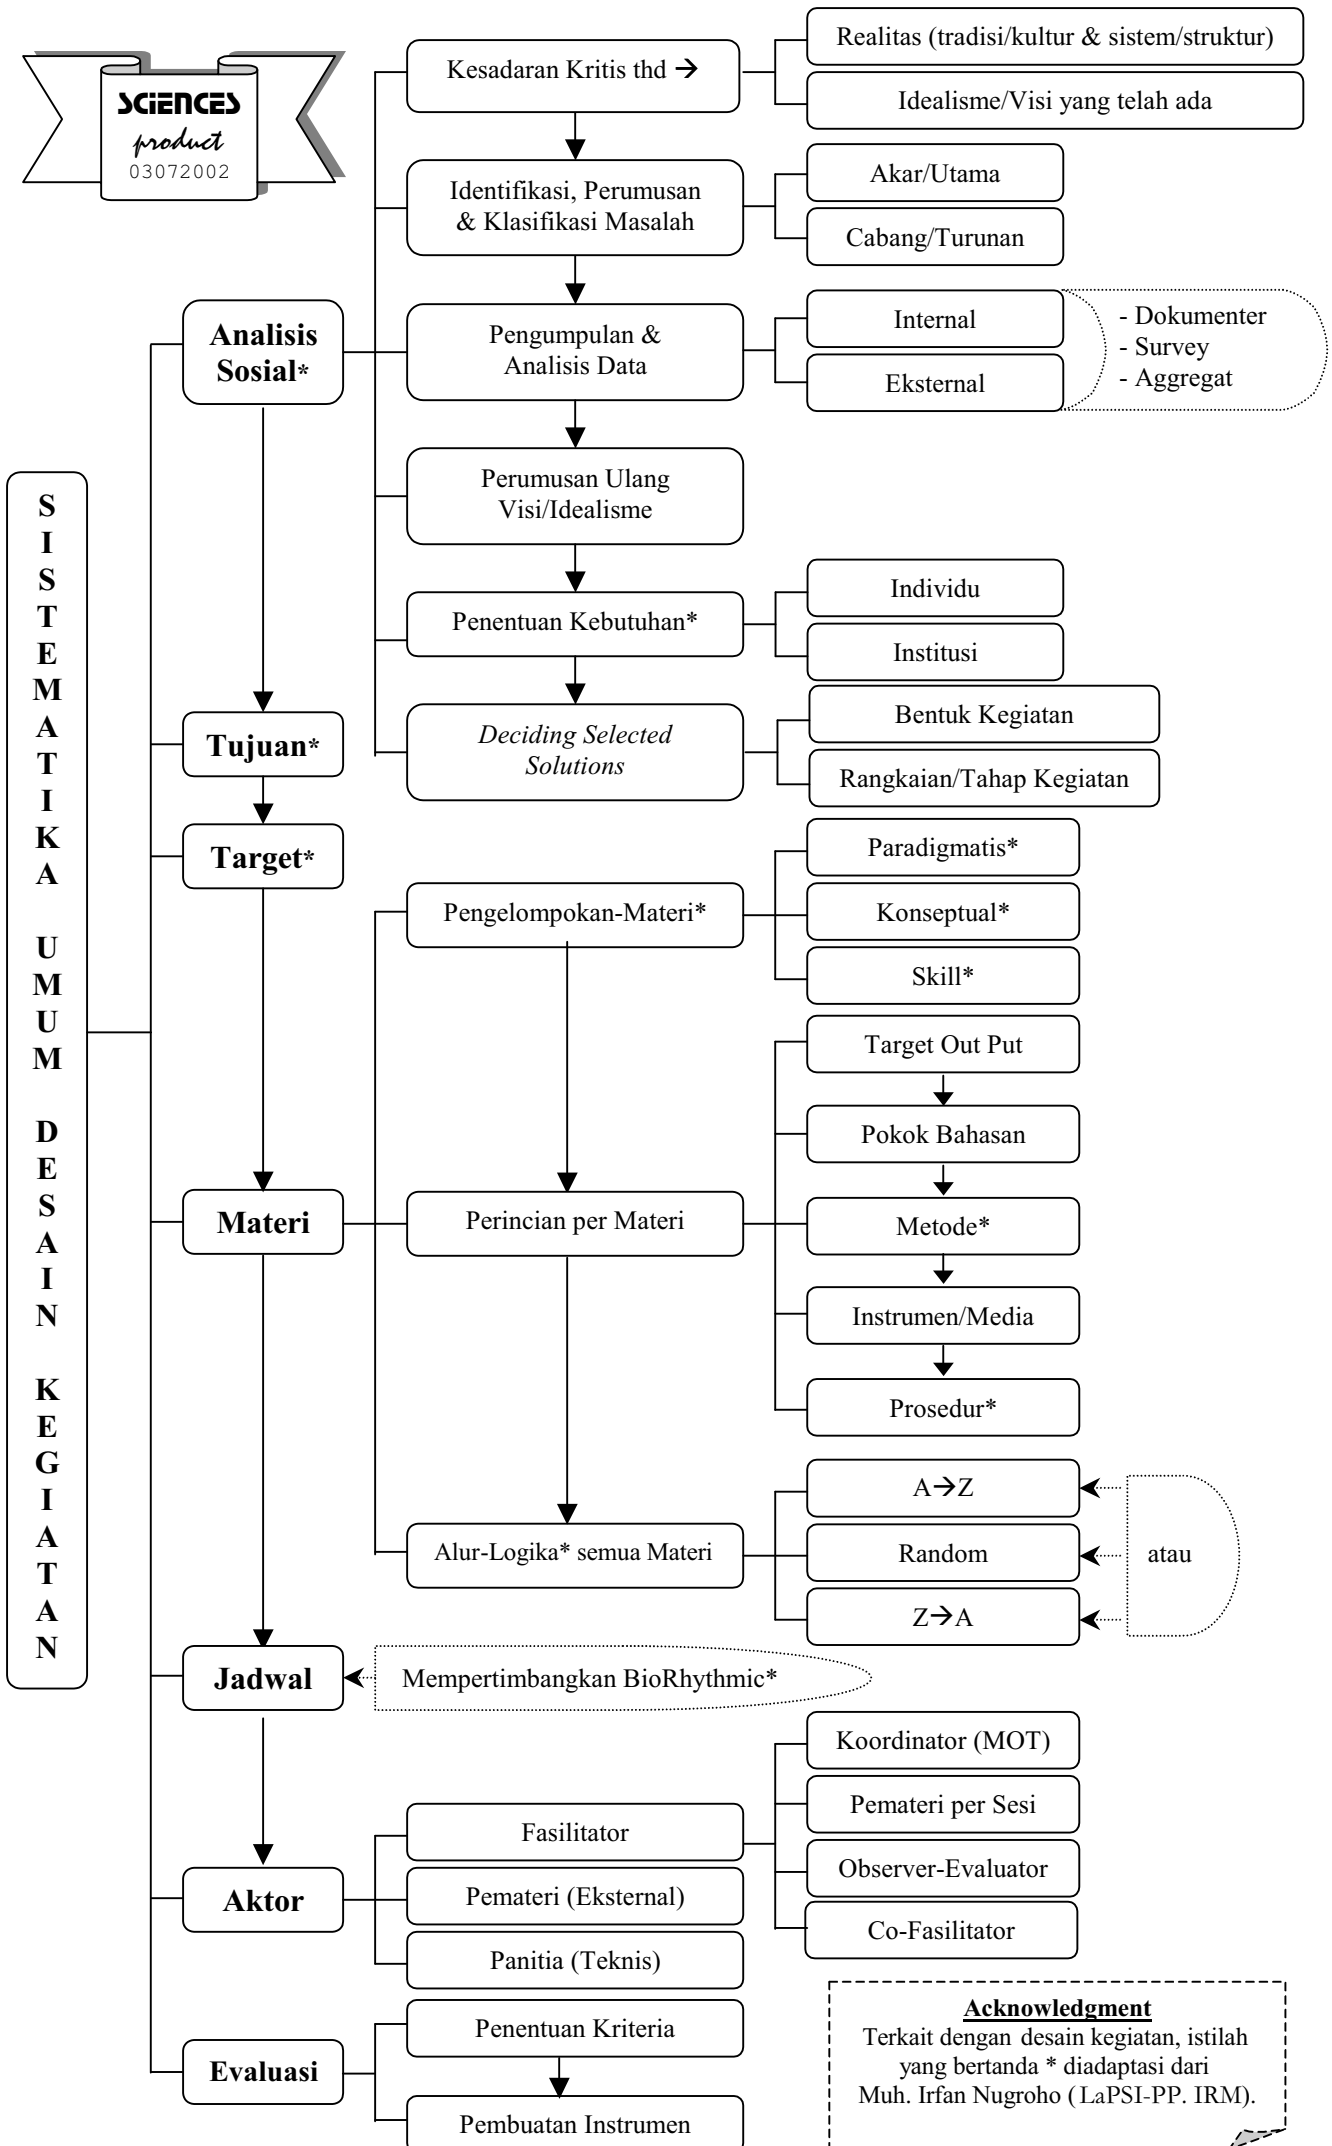 SCiENCES
product
03072002
Kesadaran Kritis thd →
Realitas (tradisi/kultur & sistem/struktur)
Idealisme/Visi yang telah ada
Identifikasi, Perumusan
& Klasifikasi Masalah
Akar/Utama
Cabang/Turunan
Analisis
Sosial*
Pengumpulan &
Analisis Data
Internal
Eksternal
- Dokumenter
- Survey
- Aggregat
Perumusan Ulang
Visi/Idealisme
Penentuan Kebutuhan*
Individu
Institusi
Deciding Selected
Solutions
Bentuk Kegiatan
Rangkaian/Tahap Kegiatan
SISTEMATIKA UMUM DESAIN KEGIATAN
Tujuan*
Target*
Pengelompokan-Materi*
Paradigmatis*
Konseptual*
Skill*
Materi
Perincian per Materi
Target Out Put
Pokok Bahasan
Metode*
Instrumen/Media
Prosedur*
Alur-Logika* semua Materi
A→Z
Random
Z→A
atau
Jadwal
Mempertimbangkan BioRhythmic*
Aktor
Fasilitator
Pemateri (Eksternal)
Panitia (Teknis)
Koordinator (MOT)
Pemateri per Sesi
Observer-Evaluator
Co-Fasilitator
Evaluasi
Penentuan Kriteria
Pembuatan Instrumen
Acknowledgment
Terkait dengan desain kegiatan, istilah
yang bertanda * diadaptasi dari
Muh. Irfan Nugroho (LaPSI-PP. IRM).